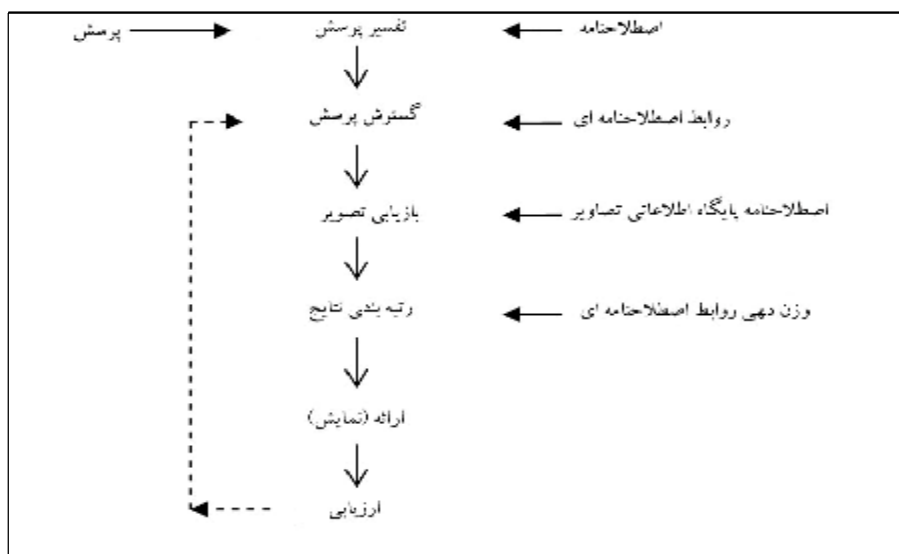 اصطلاحنامه
تفسیر پرسش
پرسش
روابط اصطلاحنامه ای
گسترش پرسش
اصطلاحنامه پایگاه اطلاعاتی تصاویر
بازیابی تصویر
وزن دهی روابط اصطلاحنامه ای
رتبه بندی نتایج
ارائه (نمایش)
ارزیابی